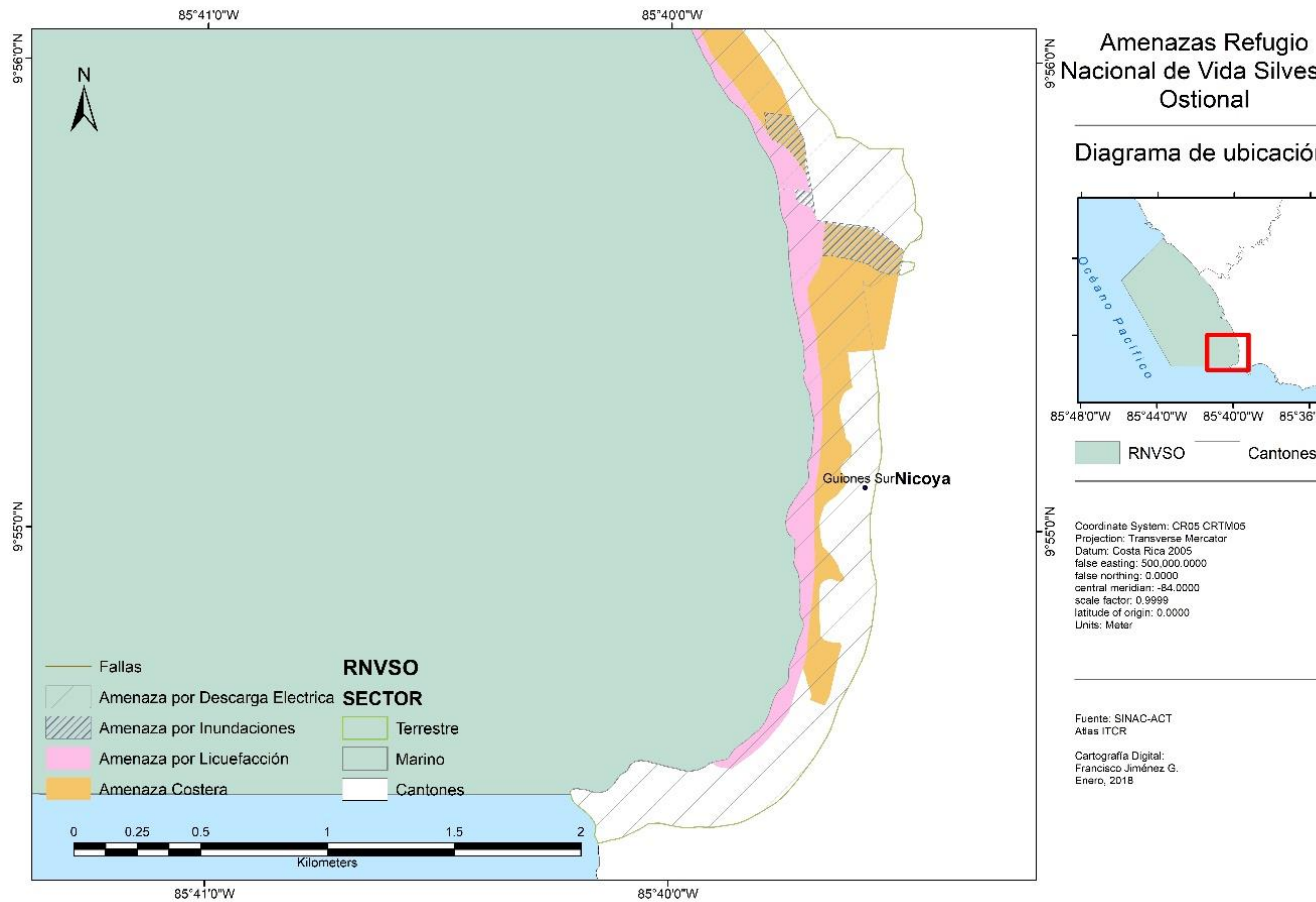 85°41'0"W
85°40'0"W
9°56'0"N
9°56'0"N
N
Guiones Sur
Nicoya
9°55'0"N
9°55'0"N
Fallas
Amenaza por Descarga Electrica
Amenaza por Inundaciones
Amenaza por Licuefacción
Amenaza Costera
RNVSO
SECTOR
Terrestre
Marino
Cantones
0 0.25 0.5 1 1.5 2
Kilometers
85°41'0"W
85°40'0"W
Amenazas Refugio
Nacional de Vida Silves
Ostional
Diagrama de ubicació
Océano Pacífico
85°48'0"W 85°44'0"W 85°40'0"W 85°36'
RNVSO
Cantones
Coordinate System: CR05 CRTM05
Projection: Transverse Mercator
Datum: Costa Rica 2005
false easting: 500,000.0000
false northing: 0.0000
central meridian: -84.0000
scale factor: 0.9999
latitude of origin: 0.0000
Units: Meter
Fuente: SINAC-ACT
Atlas ITCR
Cartografía Digital:
Francisco Jiménez G.
Enero, 2018